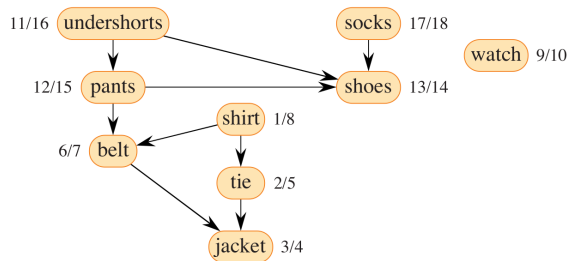 11/16 undershorts socks 17/18
watch 9/10
12/15 pants shoes 13/14
shirt 1/8
6/7 belt
tie 2/5
jacket 3/4